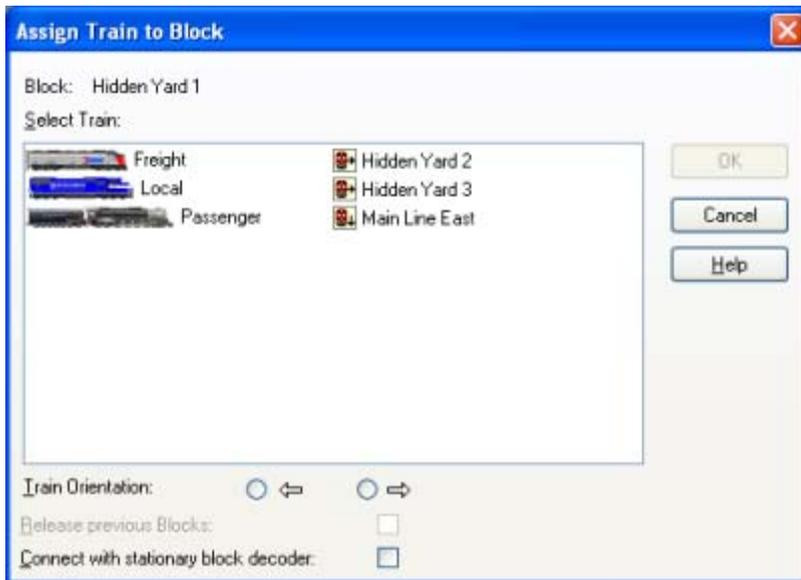 Assign Train to Block
Block: Hidden Yard 1
Select Train:
Freight Hidden Yard 2
Local Hidden Yard 3
Passenger Main Line East
OK
Cancel
Help
Train Orientation:
Release previous Blocks:
Connect with stationary block decoder: